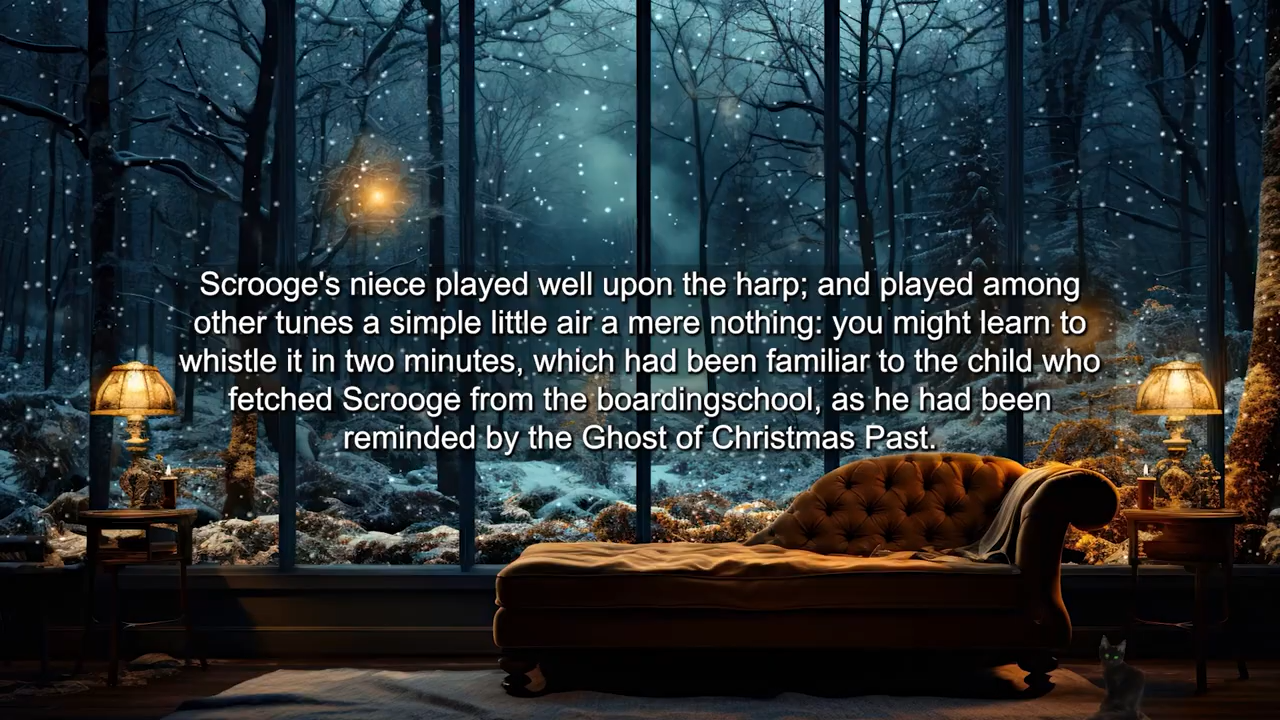 Scrooge's niece played well upon the harp; and played among
other tunes a simple little air a mere nothing: you might learn to
whistle it in two minutes, which had been familiar to the child who
fetched Scrooge from the boardingschool, as he had been
reminded by the Ghost of Christmas Past.